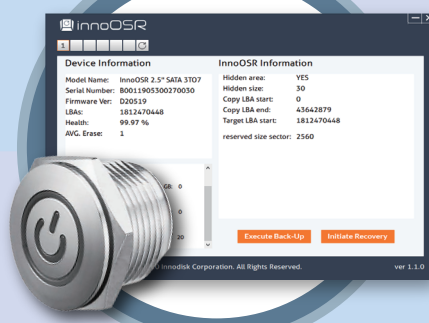 innoOSR
1
Device Information
Model Name: InnoOSR 2.5" SATA 3TO7
Serial Number: B0011905300270030
Firmware Ver: D20519
LBAs: 1812470448
Health: 99.97 %
AVG. Erase: 1
InnoOSR Information
Hidden area: YES
Hidden size: 30
Copy LBA start: 0
Copy LBA end: 43642879
Target LBA start: 1812470448
reserved size sector: 2560
GB: 0
0
20
Execute Back-Up
Initiate Recovery
Innodisk Corporation. All Rights Reserved.
ver 1.1.0